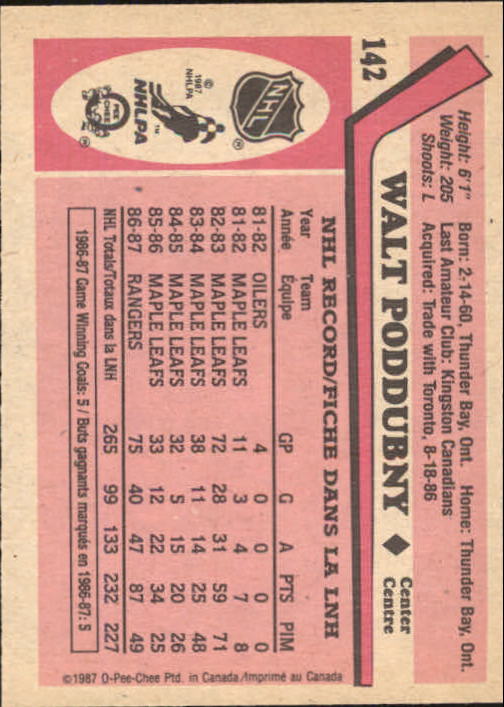 142
Height: 6'1" Born: 2-14-60, Thunder Bay, Ont. Home: Thunder Bay, Ont.
Weight: 205 Last Amateur Club: Kingston Canadians
Shoots: L Acquired: Trade with Toronto, 8-18-86
WALT PODDUBNY ◆ Center
Centre
NHL
©
1987
NHLPA
™
NHLPA
O PEE CHEE
®
®
NHL RECORD/FICHE DANS LA LNH
Year Team GP G A PTS PIM
Année Équipe
81-82 OILERS 4 0 0 0 0
81-82 MAPLE LEAFS 11 3 4 7 8
82-83 MAPLE LEAFS 72 28 31 59 71
83-84 MAPLE LEAFS 38 11 14 25 48
84-85 MAPLE LEAFS 32 5 15 20 26
85-86 MAPLE LEAFS 33 12 22 34 25
86-87 RANGERS 75 40 47 87 49
NHL Totals/Totaux dans la LNH 265 99 133 232 227
1986-87 Game Winning Goals: 5 / Buts gagnants marqués en 1986-87: 5
©1987 O-Pee-Chee Ptd. in Canada/Imprimé au Canada